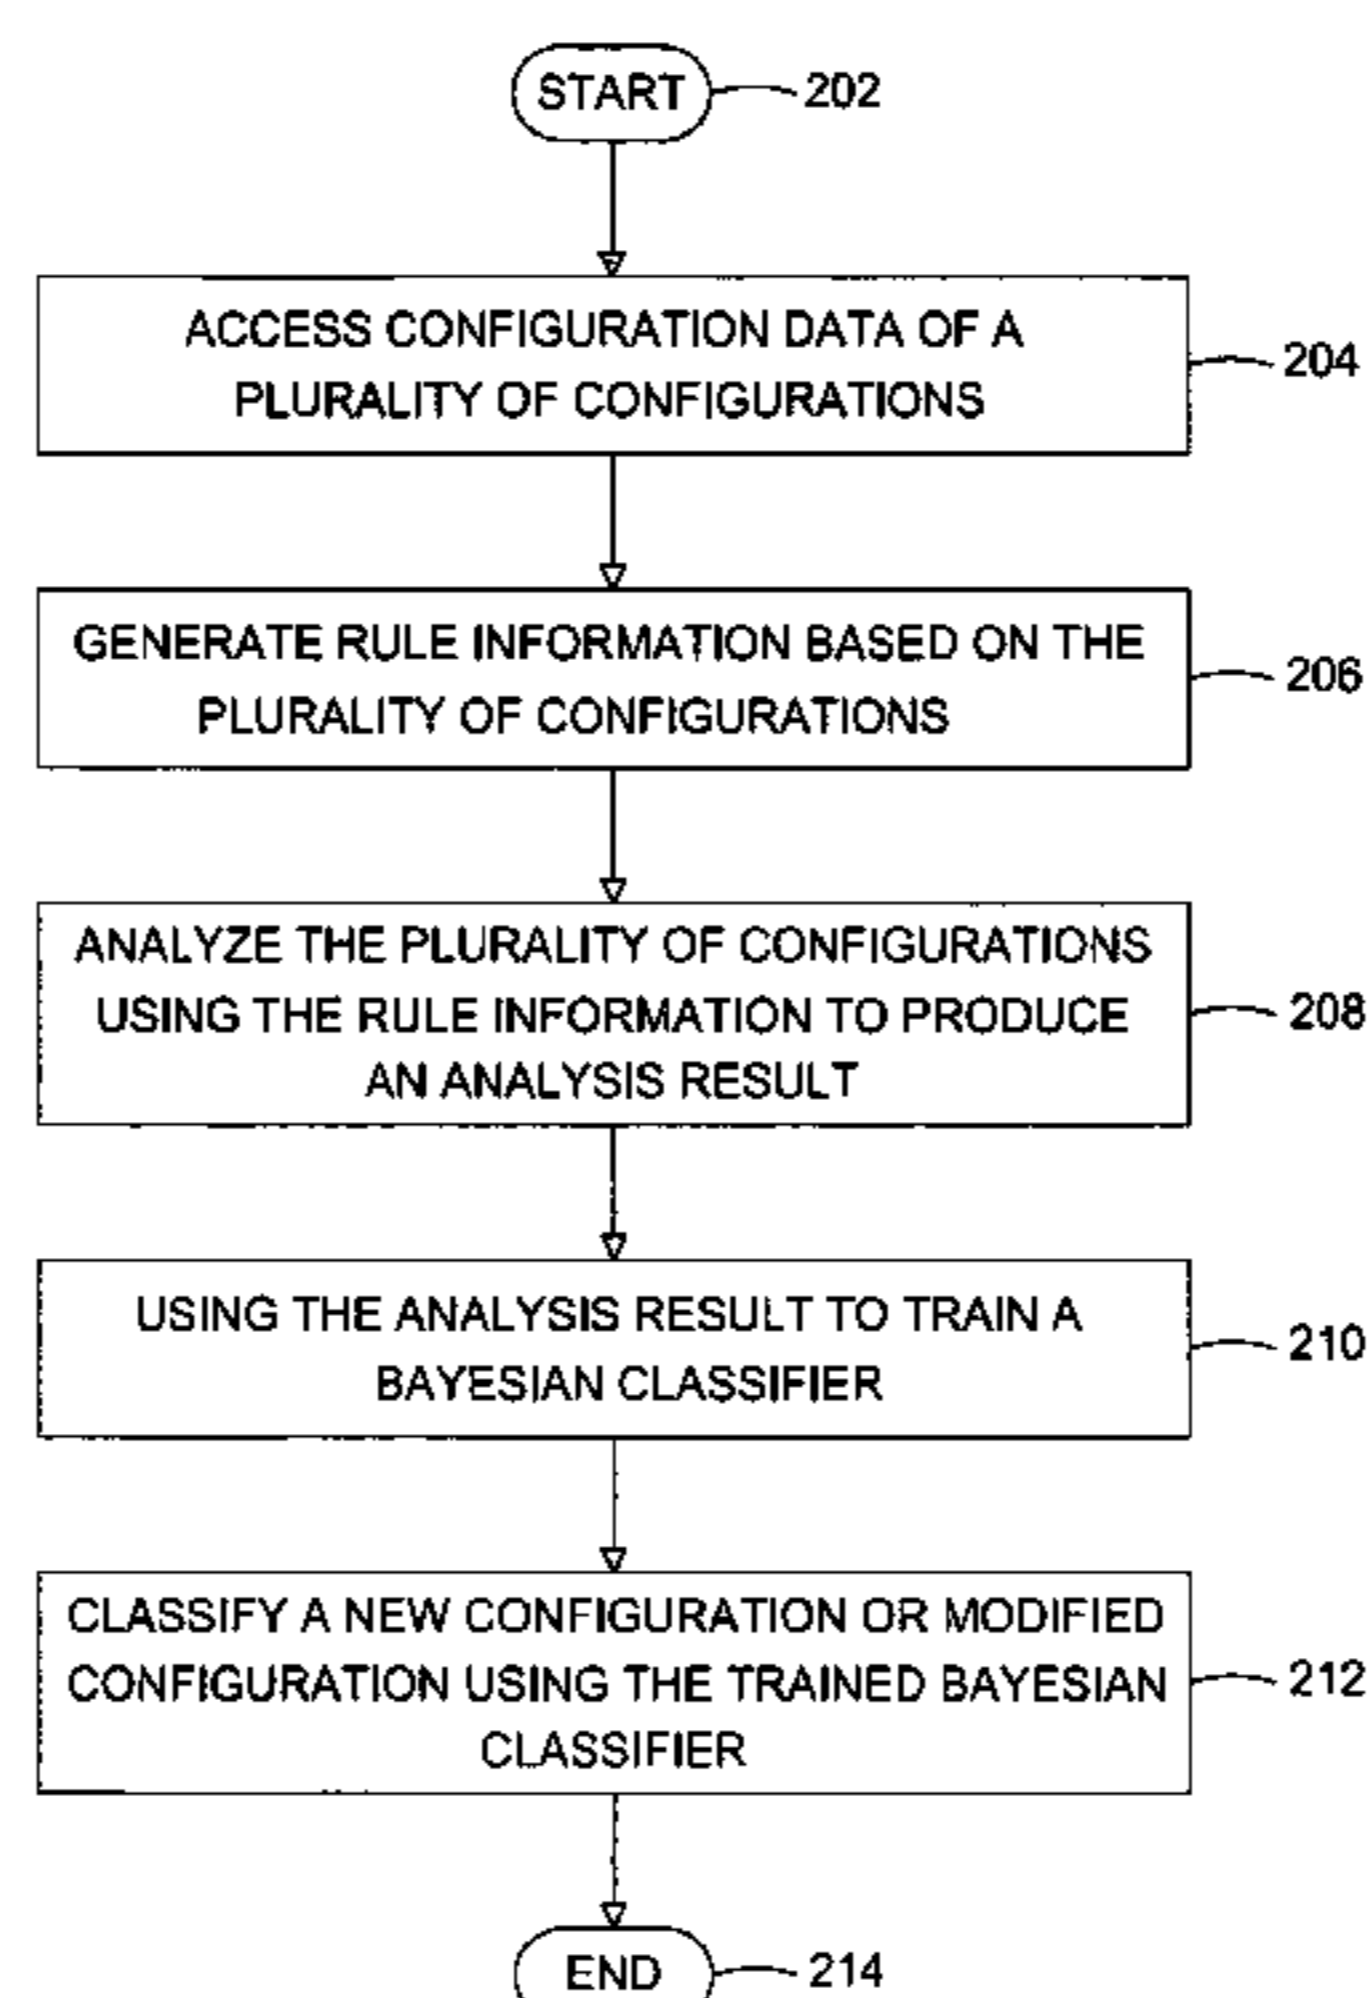 START
202
ACCESS CONFIGURATION DATA OF A
PLURALITY OF CONFIGURATIONS
204
GENERATE RULE INFORMATION BASED ON THE
PLURALITY OF CONFIGURATIONS
206
ANALYZE THE PLURALITY OF CONFIGURATIONS
USING THE RULE INFORMATION TO PRODUCE
AN ANALYSIS RESULT
208
USING THE ANALYSIS RESULT TO TRAIN A
BAYESIAN CLASSIFIER
210
CLASSIFY A NEW CONFIGURATION OR MODIFIED
CONFIGURATION USING THE TRAINED BAYESIAN
CLASSIFIER
212
END
214